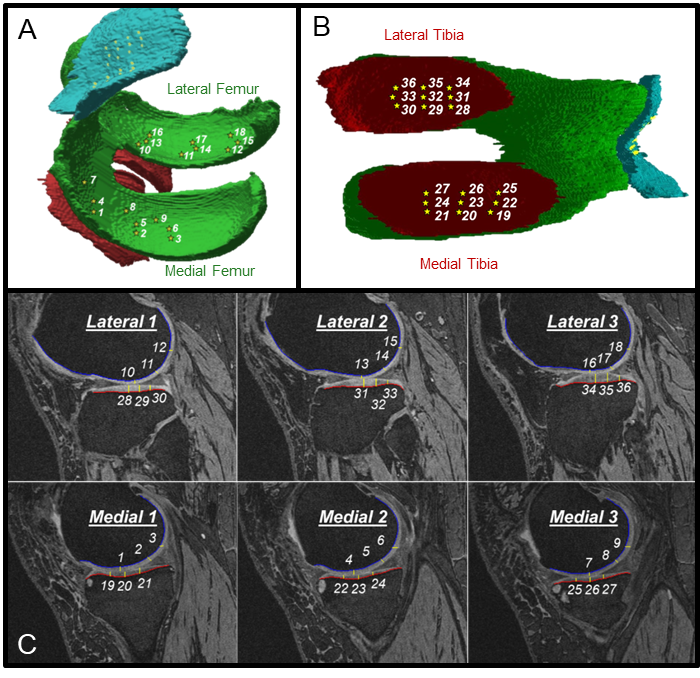 A
Lateral Femur
16
13
10
17
14
11
18
15
12
7
4
1
8
9
5
2
6
3
Medial Femur
B
Lateral Tibia
36 35 34
33 32 31
30 29 28
27 26 25
24 23 22
21 20 19
Medial Tibia
Lateral 1
12
11
10
28 29 30
Lateral 2
15
14
13
31 33
32
Lateral 3
18
17
16
34 35 36
Medial 1
3
2
1
19 20 21
Medial 2
6
5
4
22 23 24
Medial 3
9
8
7
25 26 27
C